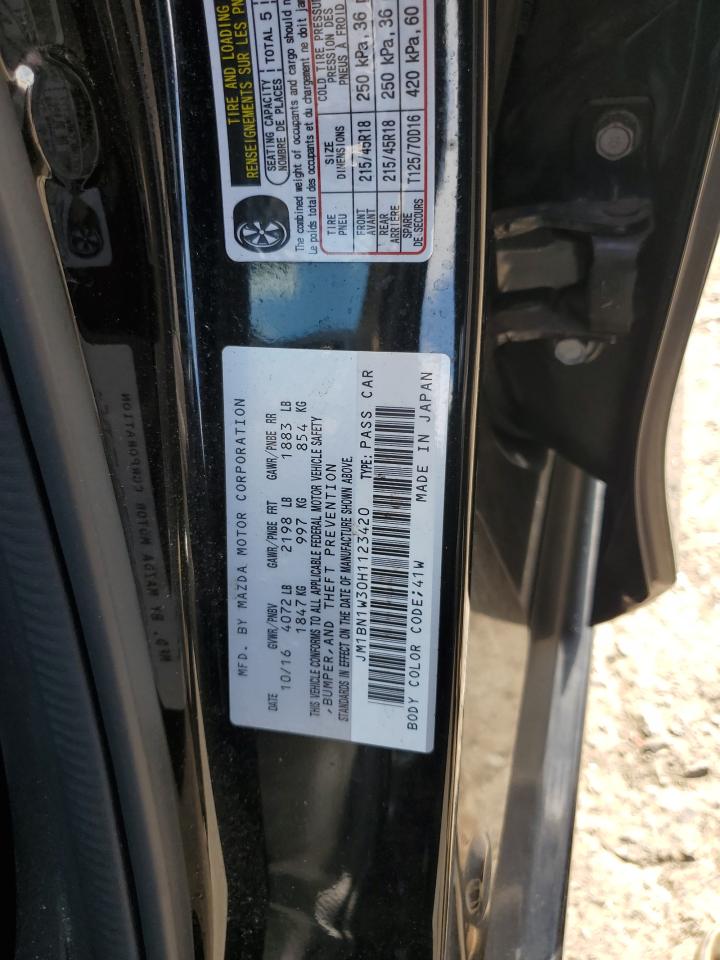 TIRE AND LOADING
RENSEIGNEMENTS SUR LES PN
SEATING CAPACITY TOTAL 5
NOMBRE DE PLACES
The combined weight of occupants and cargo should n
Le poids total des occupants et du chargement ne doit jam
TIRE SIZE COLD TIRE PRESSU
PNEU DIMENSIONS PRESSION DES
PNEUS À FROID
FRONT 215/45R18 250 kPa, 36
AVANT
REAR 215/45R18 250 kPa, 36
ARRIÈRE
SPARE T125/70D16 420 kPa, 60
DE SECOURS
MFD. BY MAZDA MOTOR CORPORATION
DATE GVWR/PNBV GAWR/PNBE FRT GAWR/PNBE RR
10/16 4072 LB 2198 LB 1883 LB
1847 KG 997 KG 854 KG
THIS VEHICLE CONFORMS TO ALL APPLICABLE FEDERAL MOTOR VEHICLE SAFETY
,BUMPER,AND THEFT PREVENTION
STANDARDS IN EFFECT ON THE DATE OF MANUFACTURE SHOWN ABOVE.
JM1BN1W30H1123420 TYPE: PASS CAR
BODY COLOR CODE;41W MADE IN JAPAN